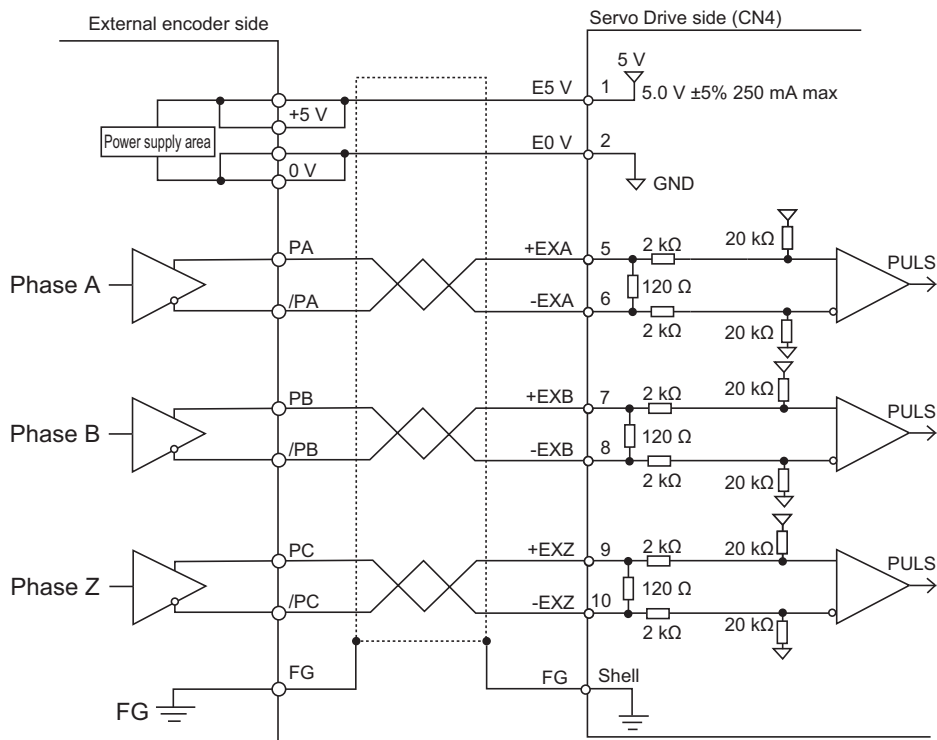 External encoder side
Servo Drive side (CN4)
5 V
E5 V
1
5.0 V ±5% 250 mA max
+5 V
Power supply area
E0 V
2
0 V
GND
Phase A
PA
+EXA
5
2 kΩ
20 kΩ
PULS
120 Ω
/PA
-EXA
6
2 kΩ
20 kΩ
Phase B
PB
+EXB
7
2 kΩ
20 kΩ
PULS
120 Ω
/PB
-EXB
8
2 kΩ
20 kΩ
Phase Z
PC
+EXZ
9
2 kΩ
20 kΩ
PULS
120 Ω
/PC
-EXZ
10
2 kΩ
20 kΩ
FG
FG
FG
Shell